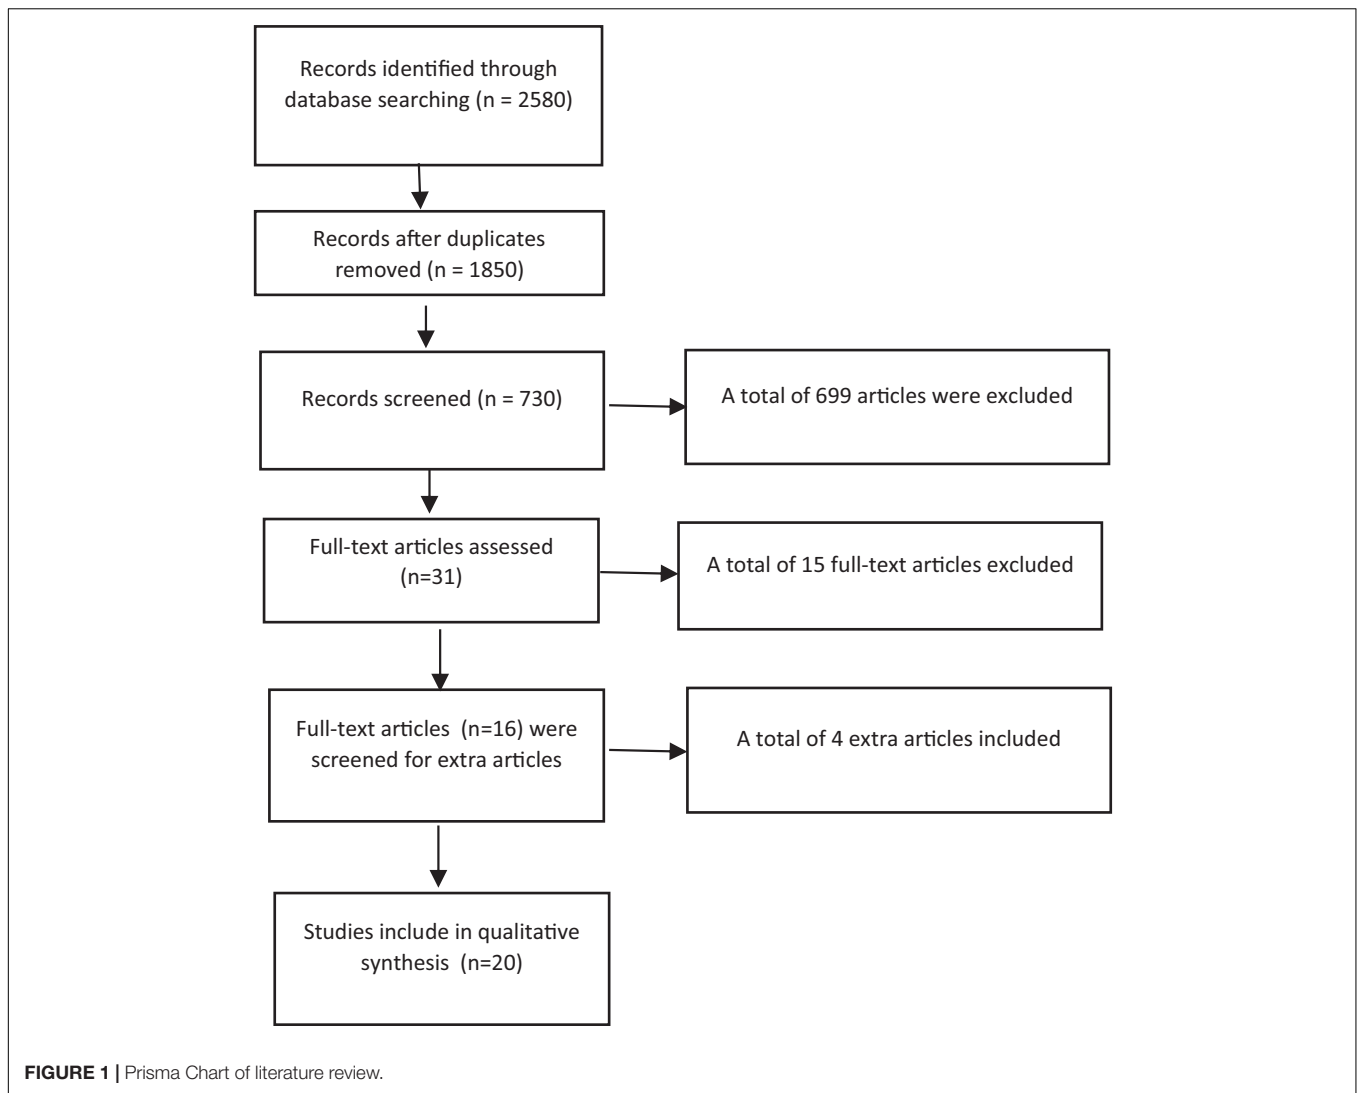 Records identified through
database searching (n = 2580)
Records after duplicates
removed (n = 1850)
Records screened (n = 730)
A total of 699 articles were excluded
Full-text articles assessed
(n=31)
A total of 15 full-text articles excluded
Full-text articles (n=16) were
screened for extra articles
A total of 4 extra articles included
Studies include in qualitative
synthesis (n=20)
FIGURE 1 | Prisma Chart of literature review.